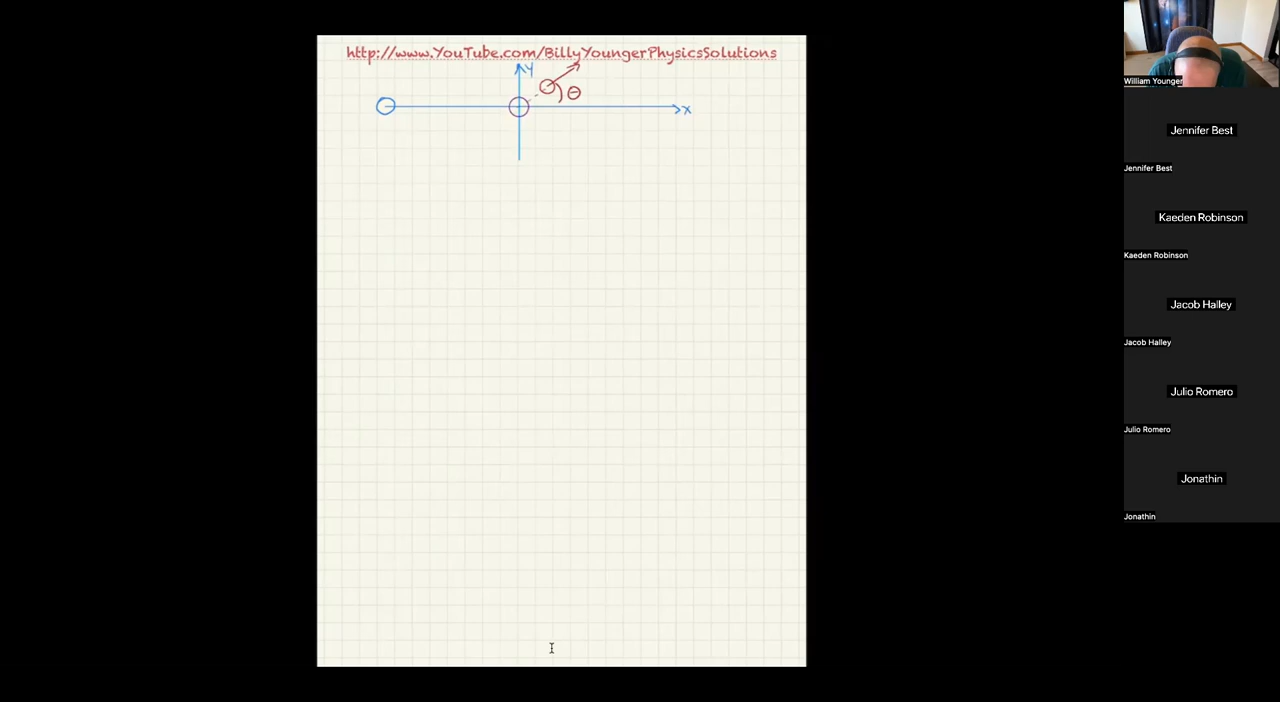 http://www.YouTube.com/BillyYoungerPhysicsSolutions
y
θ
x
William Younger
Jennifer Best
Jennifer Best
Kaeden Robinson
Kaeden Robinson
Jacob Halley
Jacob Halley
Julio Romero
Julio Romero
Jonathin
Jonathin